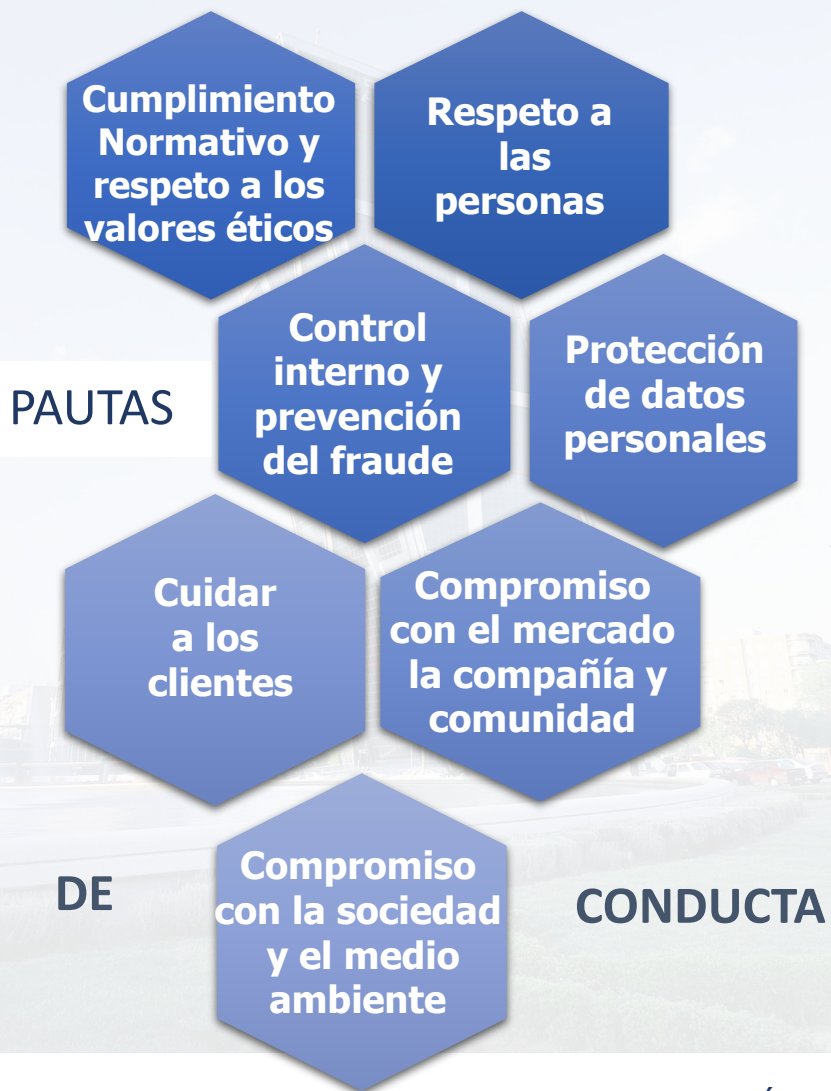 Cumplimiento
Normativo y
respeto a los
valores éticos
Respeto a
las
personas
Control
interno y
prevención
del fraude
Protección
de datos
personales
PAUTAS
Cuidar
a los
clientes
Compromiso
con el mercado
la compañía y
comunidad
Compromiso
con la sociedad
y el medio
ambiente
DE
CONDUCTA